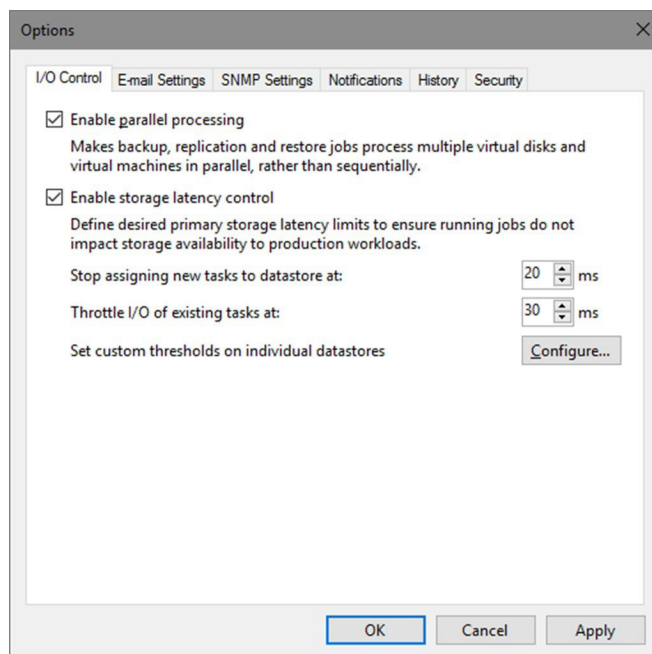 Options
I/O Control E-mail Settings SNMP Settings Notifications History Security
Enable parallel processing
Makes backup, replication and restore jobs process multiple virtual disks and
virtual machines in parallel, rather than sequentially.
Enable storage latency control
Define desired primary storage latency limits to ensure running jobs do not
impact storage availability to production workloads.
Stop assigning new tasks to datastore at: 20 ms
Throttle I/O of existing tasks at: 30 ms
Set custom thresholds on individual datastores Configure...
OK Cancel Apply